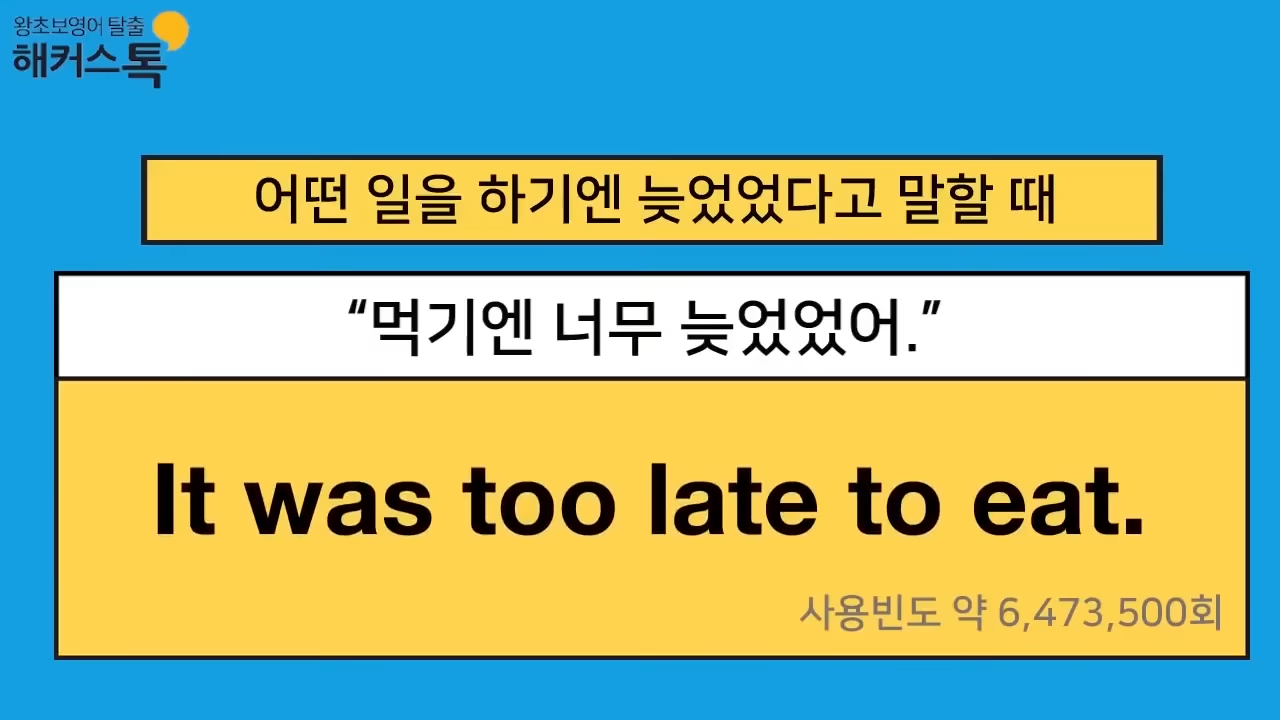 왕초보영어 탈출
해커스톡
어떤 일을 하기엔 늦었었다고 말할 때
“먹기엔 너무 늦었었어.”
It was too late to eat.
사용빈도 약 6,473,500회